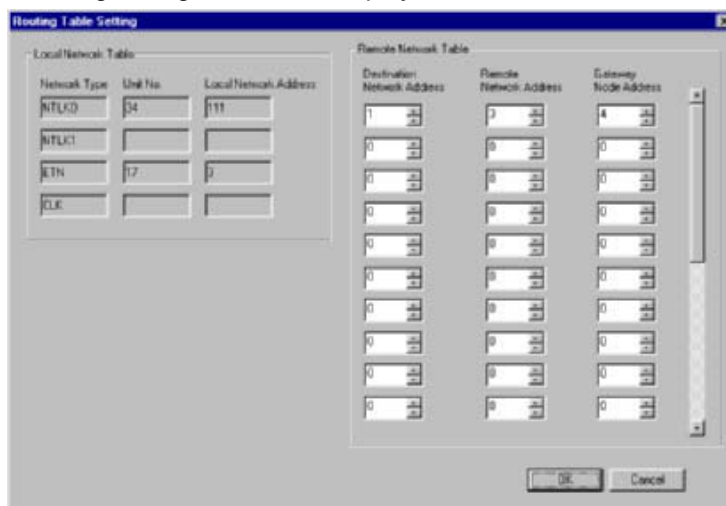 Routing Table Setting
Local Network Table
Network Type Unit No. Local Network Address
NTLK0 34 111
NTLK1
ETN 17 3
CLK
Remote Network Table
Destination Network Address Remote Network Address Gateway Node Address
1 3 4
0 0 0
0 0 0
0 0 0
0 0 0
0 0 0
0 0 0
0 0 0
0 0 0
0 0 0
OK Cancel